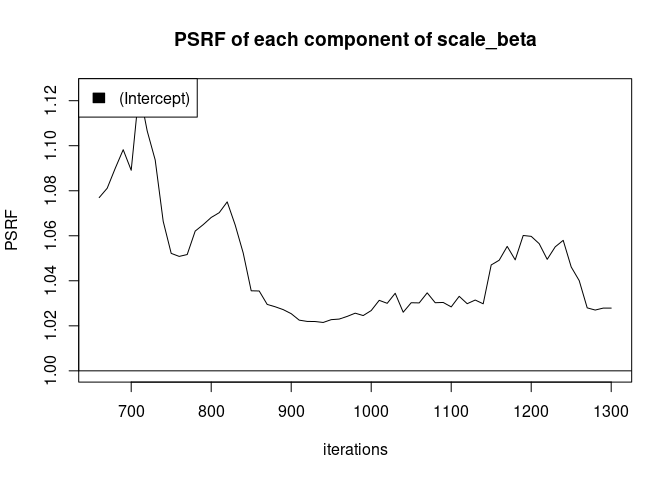 PSRF of each component of scale_beta
(Intercept)
PSRF
1.12
1.10
1.08
1.06
1.04
1.02
1.00
700 800 900 1000 1100 1200 1300
iterations